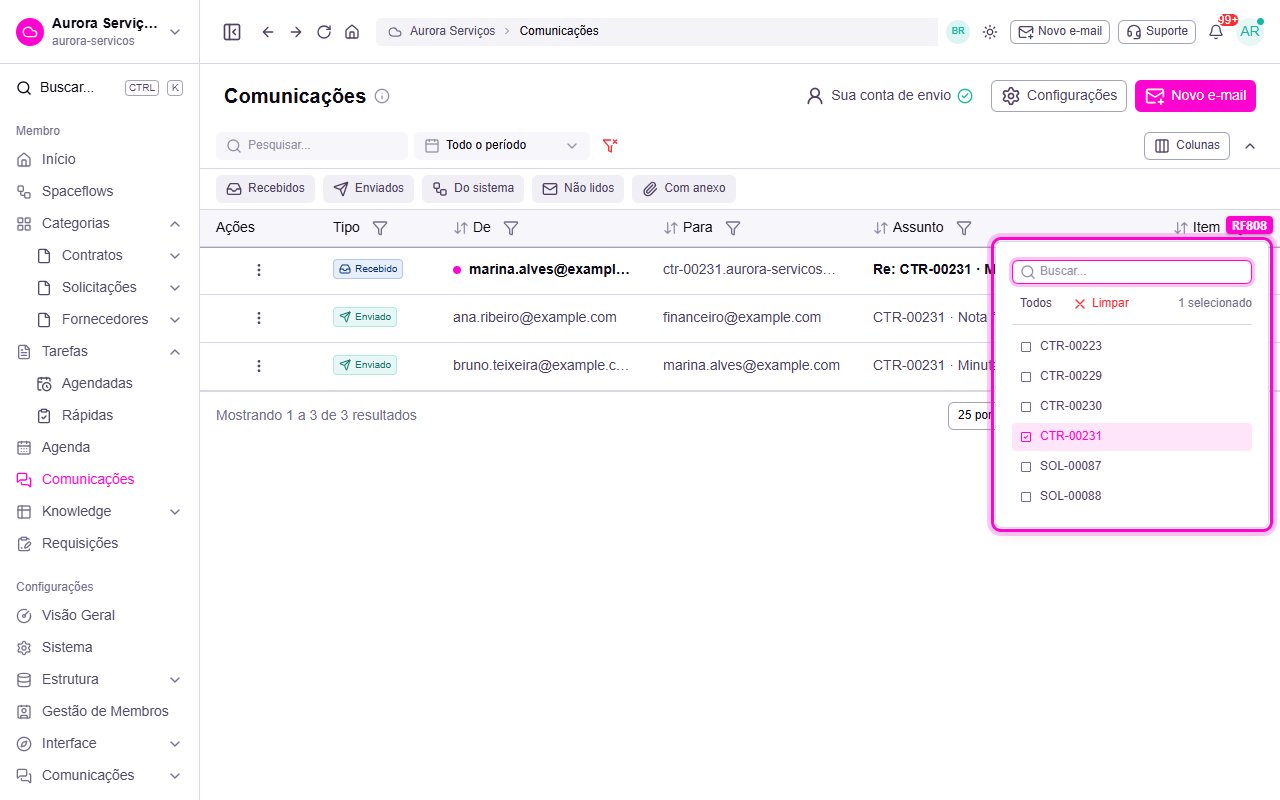 Aurora Serviç...
aurora-servicos
Aurora Serviços
Comunicações
BR
Novo e-mail
Suporte
99+
AR
Buscar...
CTRL
K
Membro
Início
Spaceflows
Categorias
Contratos
Solicitações
Fornecedores
Tarefas
Agendadas
Rápidas
Agenda
Comunicações
Knowledge
Requisições
Configurações
Visão Geral
Sistema
Estrutura
Gestão de Membros
Interface
Comunicações
Comunicações
Sua conta de envio
Configurações
Novo e-mail
Pesquisar...
Todo o período
Colunas
Recebidos
Enviados
Do sistema
Não lidos
Com anexo
Ações
Tipo
De
Para
Assunto
Item
RF808
Recebido
marina.alves@exampl...
ctr-00231.aurora-servicos...
Re: CTR-00231 ·
Enviado
ana.ribeiro@example.com
financeiro@example.com
CTR-00231 · Nota
Enviado
bruno.teixeira@example.c...
marina.alves@example.com
CTR-00231 ·
Mostrando 1 a 3 de 3 resultados
25 por
Buscar...
Todos
Limpar
1 selecionado
CTR-00223
CTR-00229
CTR-00230
CTR-00231
SOL-00087
SOL-00088